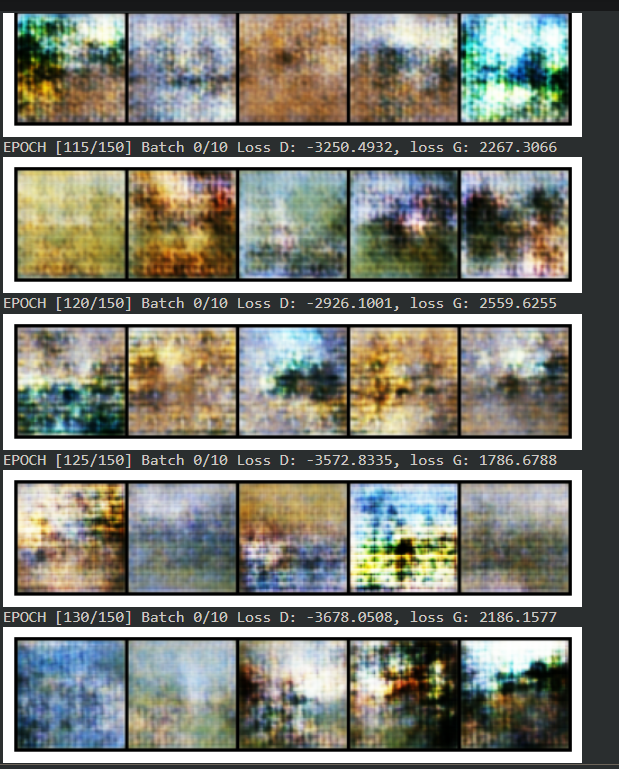 EPOCH [115/150] Batch 0/10 Loss D: -3250.4932, loss G: 2267.3066
EPOCH [120/150] Batch 0/10 Loss D: -2926.1001, loss G: 2559.6255
EPOCH [125/150] Batch 0/10 Loss D: -3572.8335, loss G: 1786.6788
EPOCH [130/150] Batch 0/10 Loss D: -3678.0508, loss G: 2186.1577